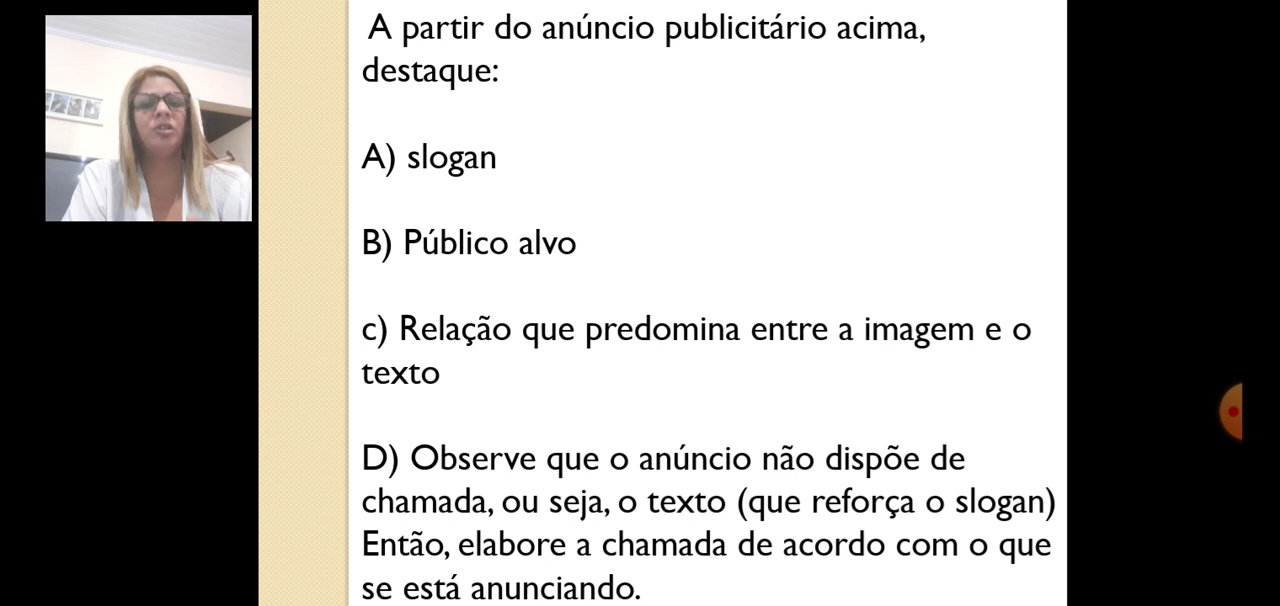 A partir do anúncio publicitário acima,
destaque:
A) slogan
B) Público alvo
c) Relação que predomina entre a imagem e o
texto
D) Observe que o anúncio não dispõe de
chamada, ou seja, o texto (que reforça o slogan)
Então, elabore a chamada de acordo com o que
se está anunciando.